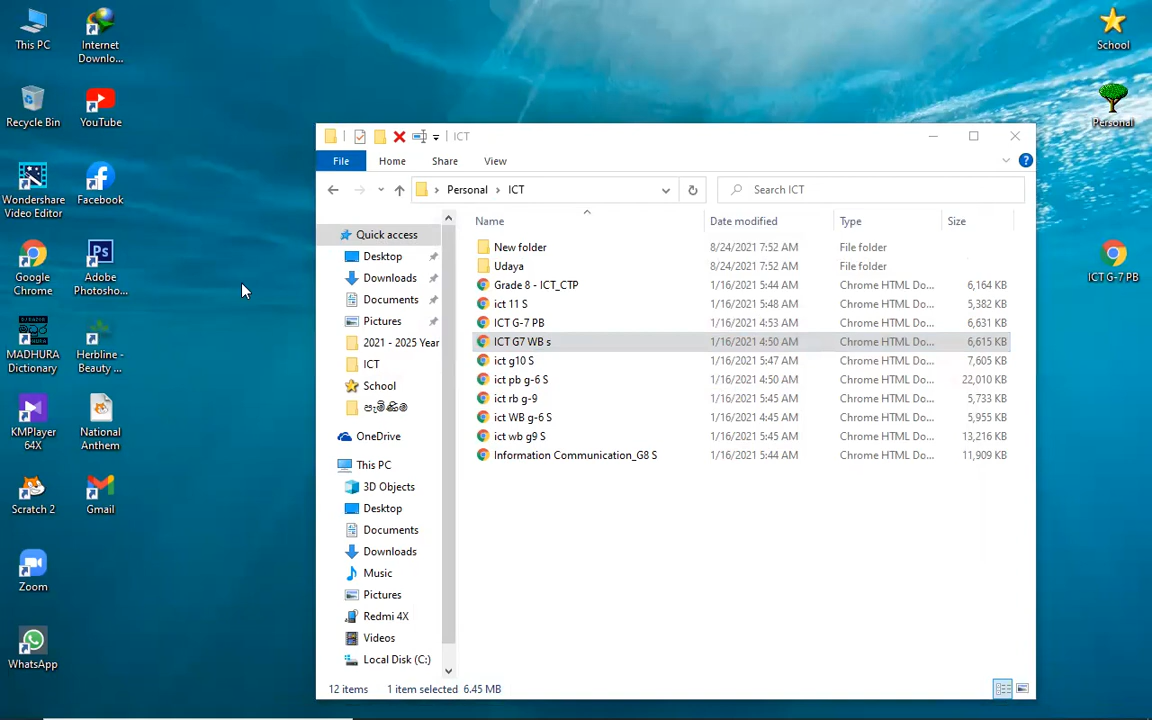 This PC
Internet
Downlo...
Recycle Bin
YouTube
Wondershare
Video Editor
Facebook
Google
Chrome
Adobe
Photosho...
MADHURA
Dictionary
Herbline -
Beauty ...
KMPlayer
64X
National
Anthem
Scratch 2
Gmail
Zoom
WhatsApp
School
Personal
ICT G-7 PB
ICT
File
Home
Share
View
Personal
ICT
Search ICT
Name
Date modified
Type
Size
New folder 8/24/2021 7:52 AM File folder
Udaya 8/24/2021 7:52 AM File folder
Grade 8 - ICT_CTP 1/16/2021 5:44 AM Chrome HTML Do... 6,164 KB
ict 11 S 1/16/2021 5:48 AM Chrome HTML Do... 5,382 KB
ICT G-7 PB 1/16/2021 4:53 AM Chrome HTML Do... 6,631 KB
ICT G7 WB s 1/16/2021 4:50 AM Chrome HTML Do... 6,615 KB
ict g10 S 1/16/2021 5:47 AM Chrome HTML Do... 7,605 KB
ict pb g-6 S 1/16/2021 4:50 AM Chrome HTML Do... 22,010 KB
ict rb g-9 1/16/2021 5:45 AM Chrome HTML Do... 5,733 KB
ict WB g-6 S 1/16/2021 4:45 AM Chrome HTML Do... 5,955 KB
ict wb g9 S 1/16/2021 5:45 AM Chrome HTML Do... 13,216 KB
Information Communication_G8 S 1/16/2021 5:44 AM Chrome HTML Do... 11,909 KB
Quick access
Desktop
Downloads
Documents
Pictures
2021 - 2025 Year
ICT
School
පැමිණීම
OneDrive
This PC
3D Objects
Desktop
Documents
Downloads
Music
Pictures
Redmi 4X
Videos
Local Disk (C:)
12 items
1 item selected 6.45 MB